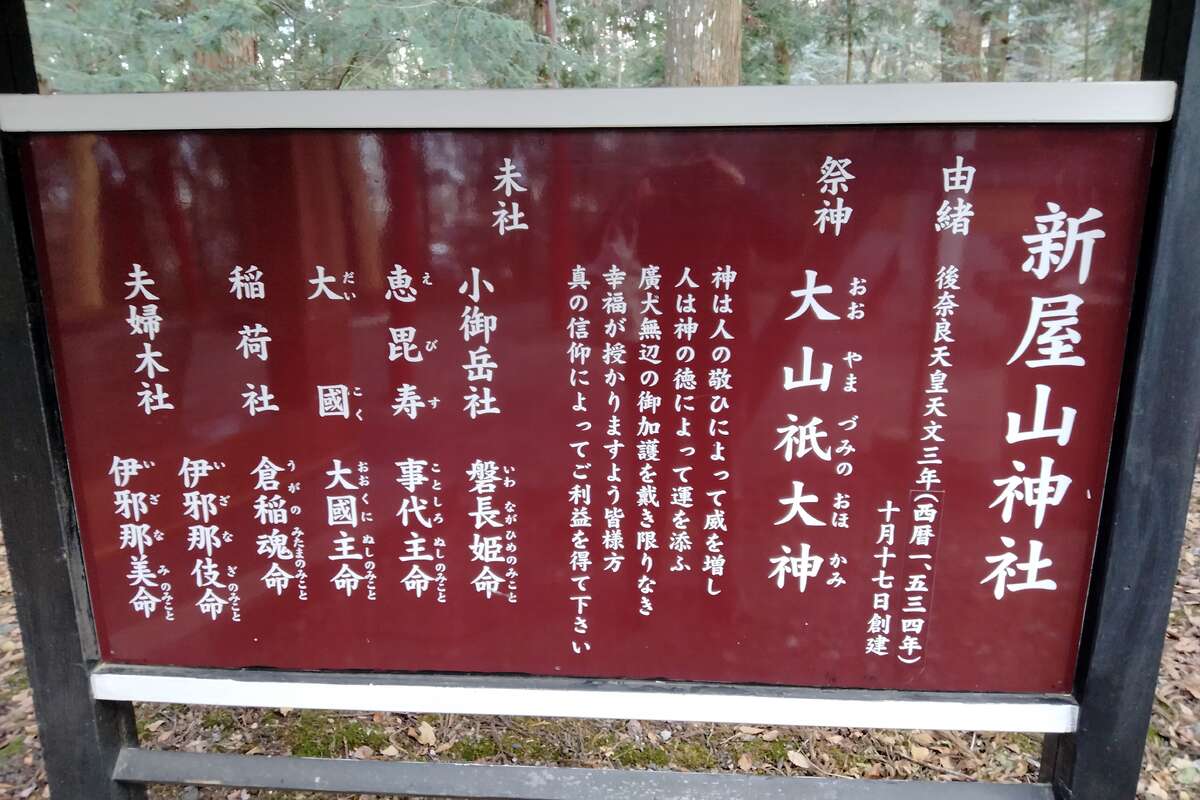 新屋山神社
由緒 後奈良天皇天文三年(西暦一、五三四年)
十月十七日創建
祭神 大山祇大神
おお やま づみの おほ かみ
神は人の敬ひによって威を増し
人は神の徳によって運を添ふ
廣犬無辺の御加護を戴き限りなき
幸福が授かりますよう皆様方
真の信仰によってご利益を得て下さい
未社
小御岳社 磐長姫命
いわ ながひめのみこと
恵毘寿 事代主命
え び す ことしろ ぬしのみこと
大國 大國主命
だい こく おおくに ぬしのみこと
稲荷社 倉稲魂命
うが の みたまのみこと
伊邪那伎命
い ざ な ぎのみこと
夫婦木社 伊邪那美命
い ざ な みのみこと